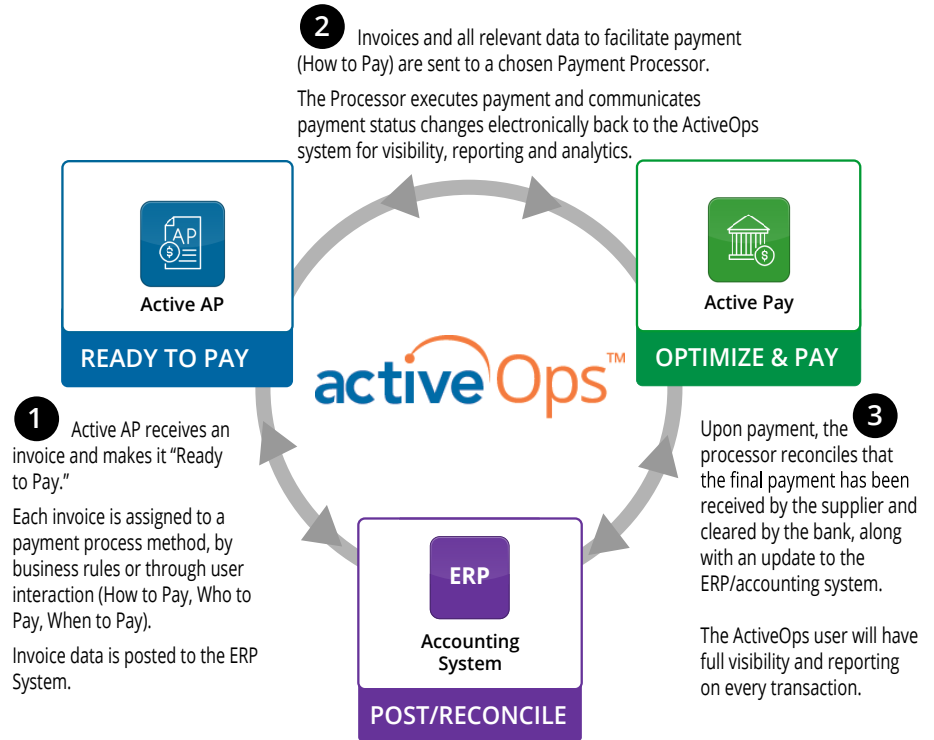 2 Invoices and all relevant data to facilitate payment
(How to Pay) are sent to a chosen Payment Processor.
The Processor executes payment and communicates
payment status changes electronically back to the ActiveOps
system for visibility, reporting and analytics.
AP
$
Active AP
READY TO PAY
$
Active Pay
OPTIMIZE & PAY
activeOps™
1 Active AP receives an
invoice and makes it “Ready
to Pay.”
Each invoice is assigned to a
payment process method, by
business rules or through user
interaction (How to Pay, Who to
Pay, When to Pay).
Invoice data is posted to the ERP
System.
ERP
Accounting
System
POST/RECONCILE
3
Upon payment, the
processor reconciles that
the final payment has been
received by the supplier and
cleared by the bank, along
with an update to the
ERP/accounting system.
The ActiveOps user will have
full visibility and reporting
on every transaction.